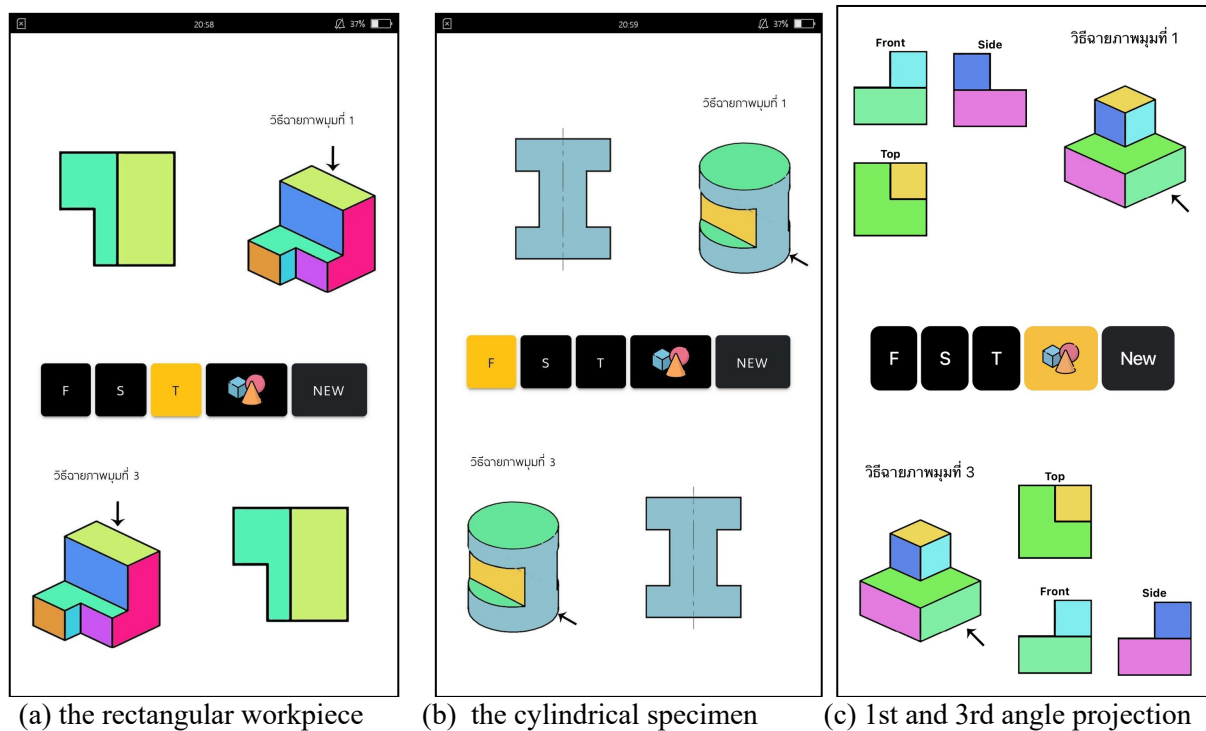 20:58
37%
วิธีฉายภาพมุมที่ 1
F S T NEW
วิธีฉายภาพมุมที่ 3
(a) the rectangular workpiece
20:59
37%
วิธีฉายภาพมุมที่ 1
F S T NEW
วิธีฉายภาพมุมที่ 3
(b) the cylindrical specimen
วิธีฉายภาพมุมที่ 1
Front Side
Top
F S T New
วิธีฉายภาพมุมที่ 3
Top
Front Side
(c) 1st and 3rd angle projection